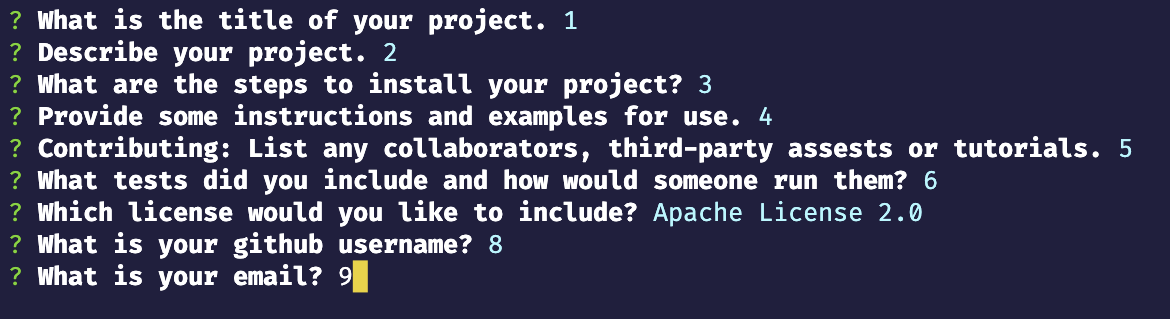 ? What is the title of your project. 1
? Describe your project. 2
? What are the steps to install your project? 3
? Provide some instructions and examples for use. 4
? Contributing: List any collaborators, third-party assests or tutorials. 5
? What tests did you include and how would someone run them? 6
? Which license would you like to include? Apache License 2.0
? What is your github username? 8
? What is your email? 9